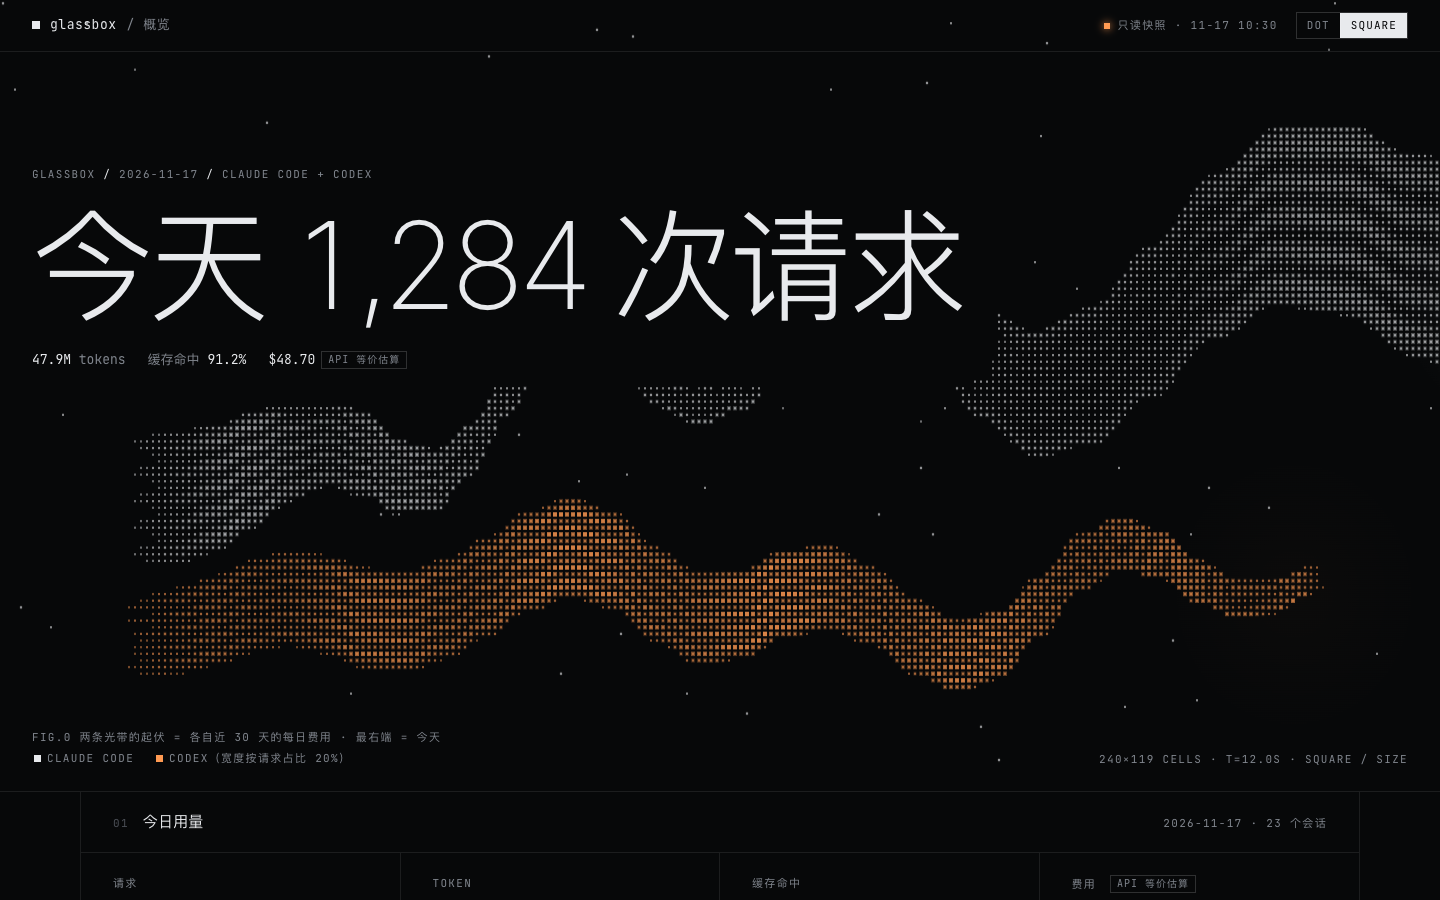 glassbox / 概览
只读快照 · 11-17 10:30
DOT SQUARE
GLASSBOX / 2026-11-17 / CLAUDE CODE + CODEX
今天 1,284 次请求
47.9M tokens 缓存命中 91.2% $48.70 API 等价估算
FIG.0 两条光带的起伏 = 各自近 30 天的每日费用 · 最右端 = 今天
CLAUDE CODE CODEX (宽度按请求占比 20%)
240×119 CELLS · T=12.0S · SQUARE / SIZE
01 今日用量
2026-11-17 · 23 个会话
请求
TOKEN
缓存命中
费用 API 等价估算